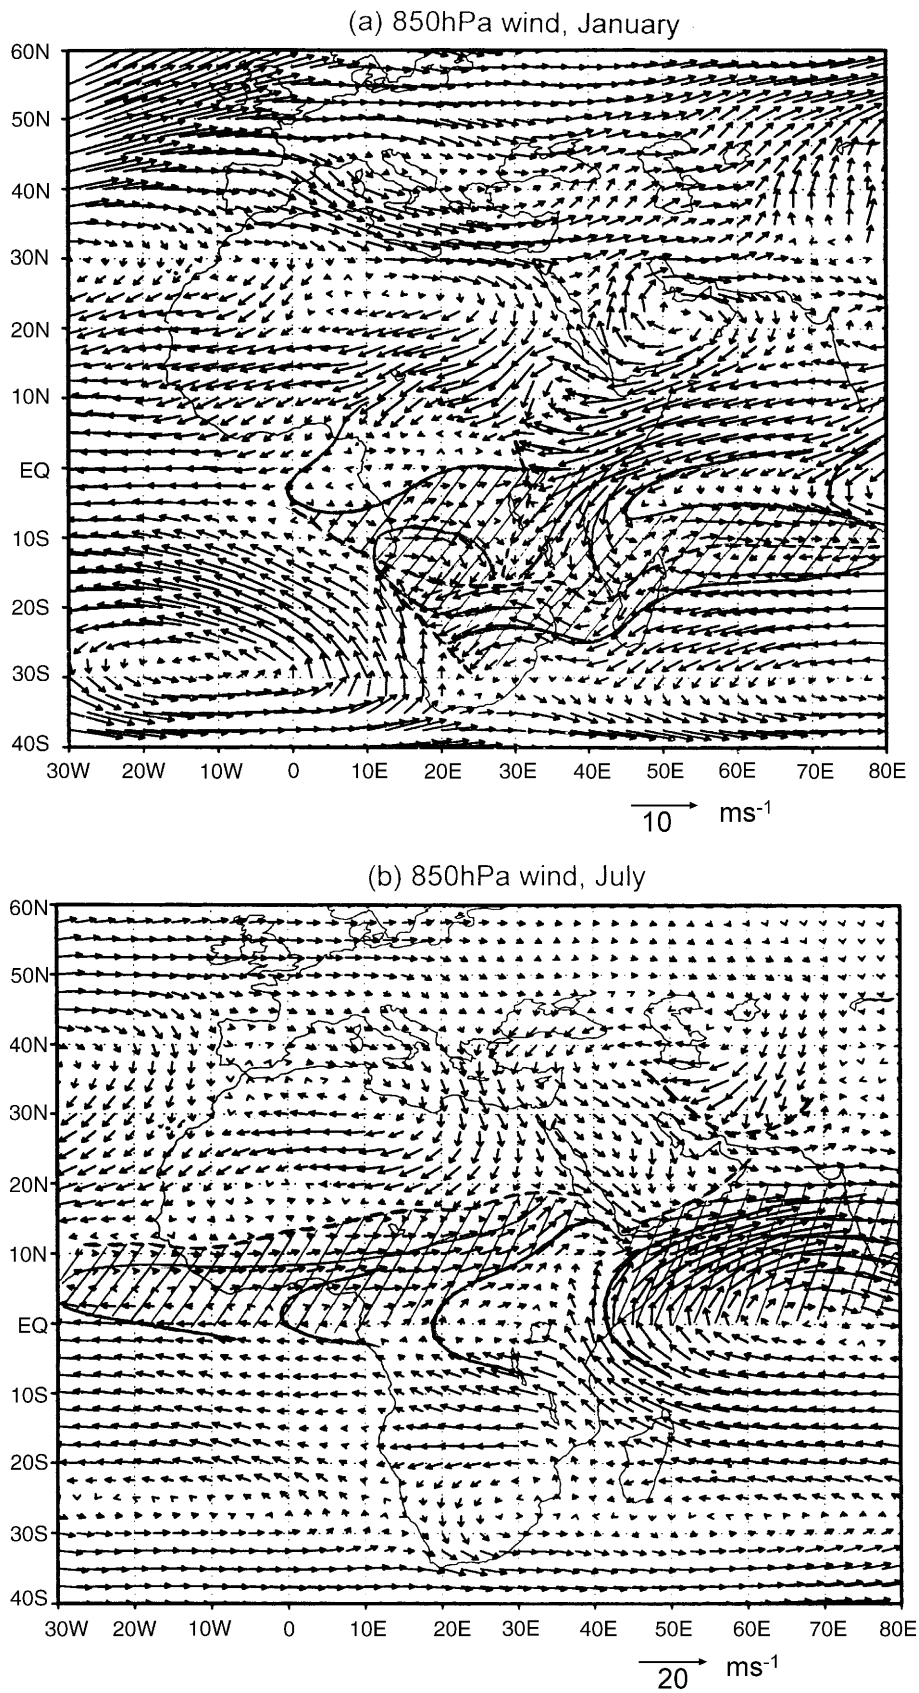 (a) 850hPa wind, January
60N
50N
40N
30N
20N
10N
EQ
10S
20S
30S
40S
30W 20W 10W 0 10E 20E 30E 40E 50E 60E 70E 80E
10 ms-1
(b) 850hPa wind, July
60N
50N
40N
30N
20N
10N
EQ
10S
20S
30S
40S
30W 20W 10W 0 10E 20E 30E 40E 50E 60E 70E 80E
20 ms-1